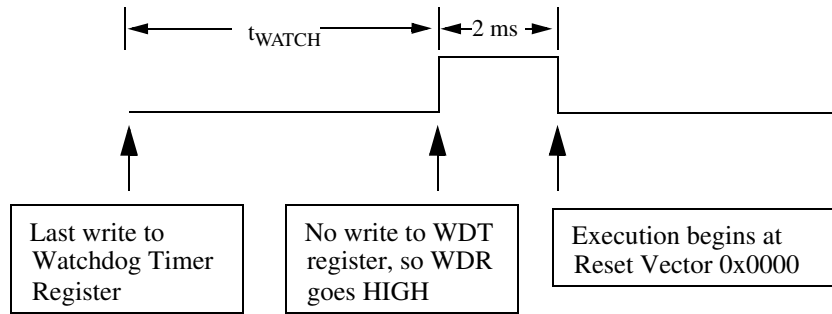 tWATCH
2 ms
Last write to
Watchdog Timer
Register
No write to WDT
register, so WDR
goes HIGH
Execution begins at
Reset Vector 0x0000